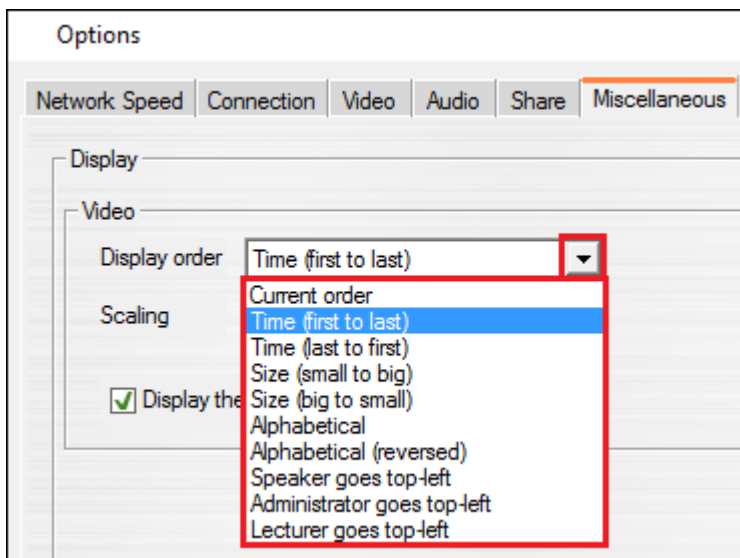 Options
Network Speed Connection Video Audio Share Miscellaneous
Display
Video
Display order Time (first to last)
Scaling
Display the
Current order
Time (first to last)
Time (last to first)
Size (small to big)
Size (big to small)
Alphabetical
Alphabetical (reversed)
Speaker goes top-left
Administrator goes top-left
Lecturer goes top-left